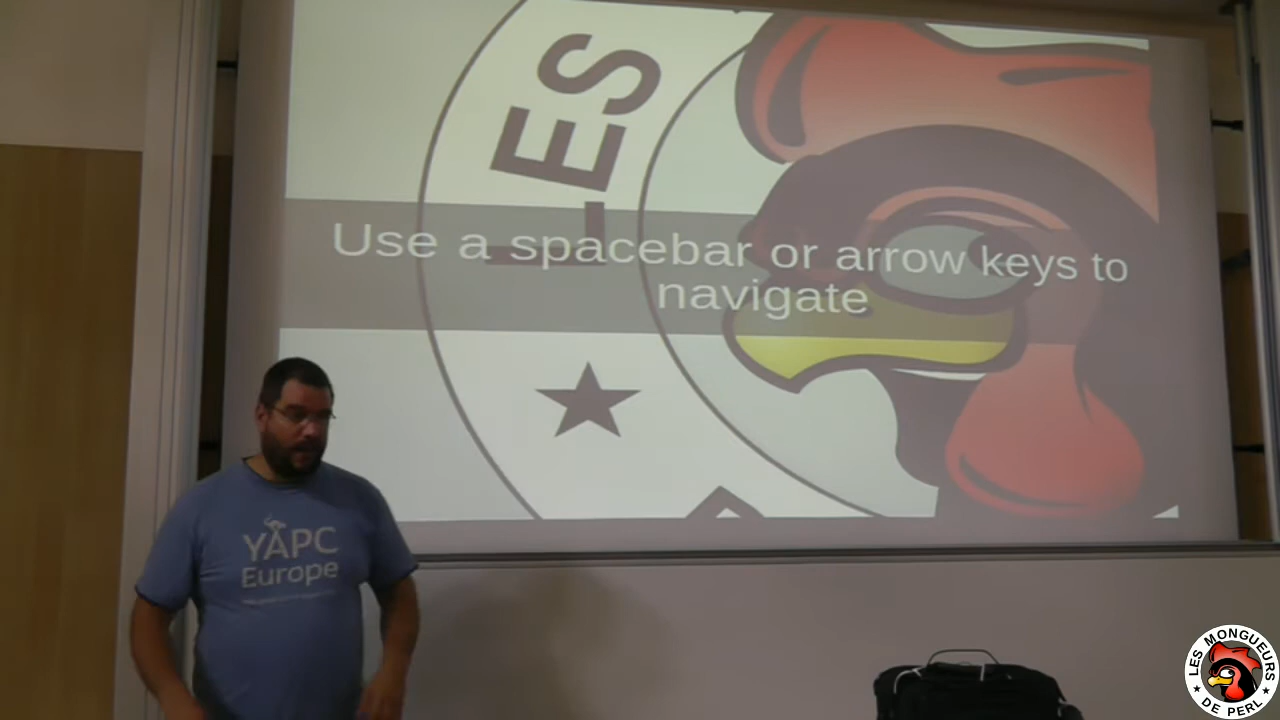 LES
Use a spacebar or arrow keys to
navigate
YAPC
Europe
LES MONGUEURS
DE PERL